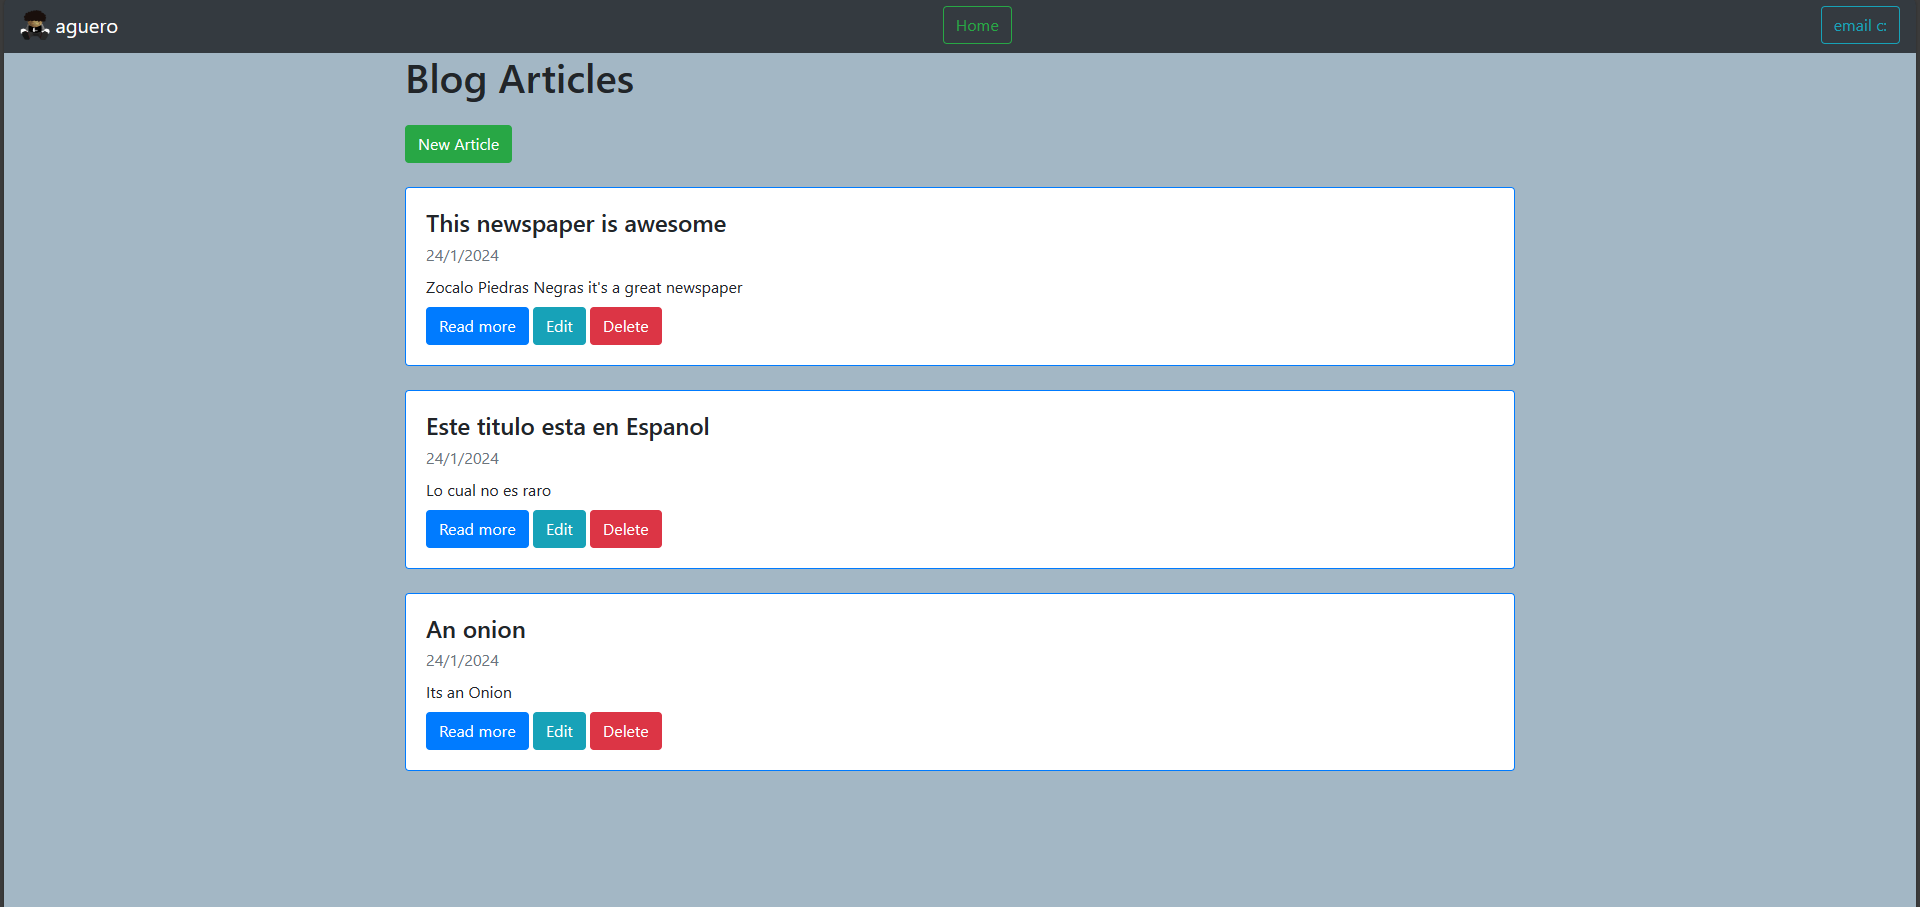 aguero Home email c:
Blog Articles
New Article
This newspaper is awesome
24/1/2024
Zocalo Piedras Negras it's a great newspaper
Read more Edit Delete
Este titulo esta en Espanol
24/1/2024
Lo cual no es raro
Read more Edit Delete
An onion
24/1/2024
Its an Onion
Read more Edit Delete